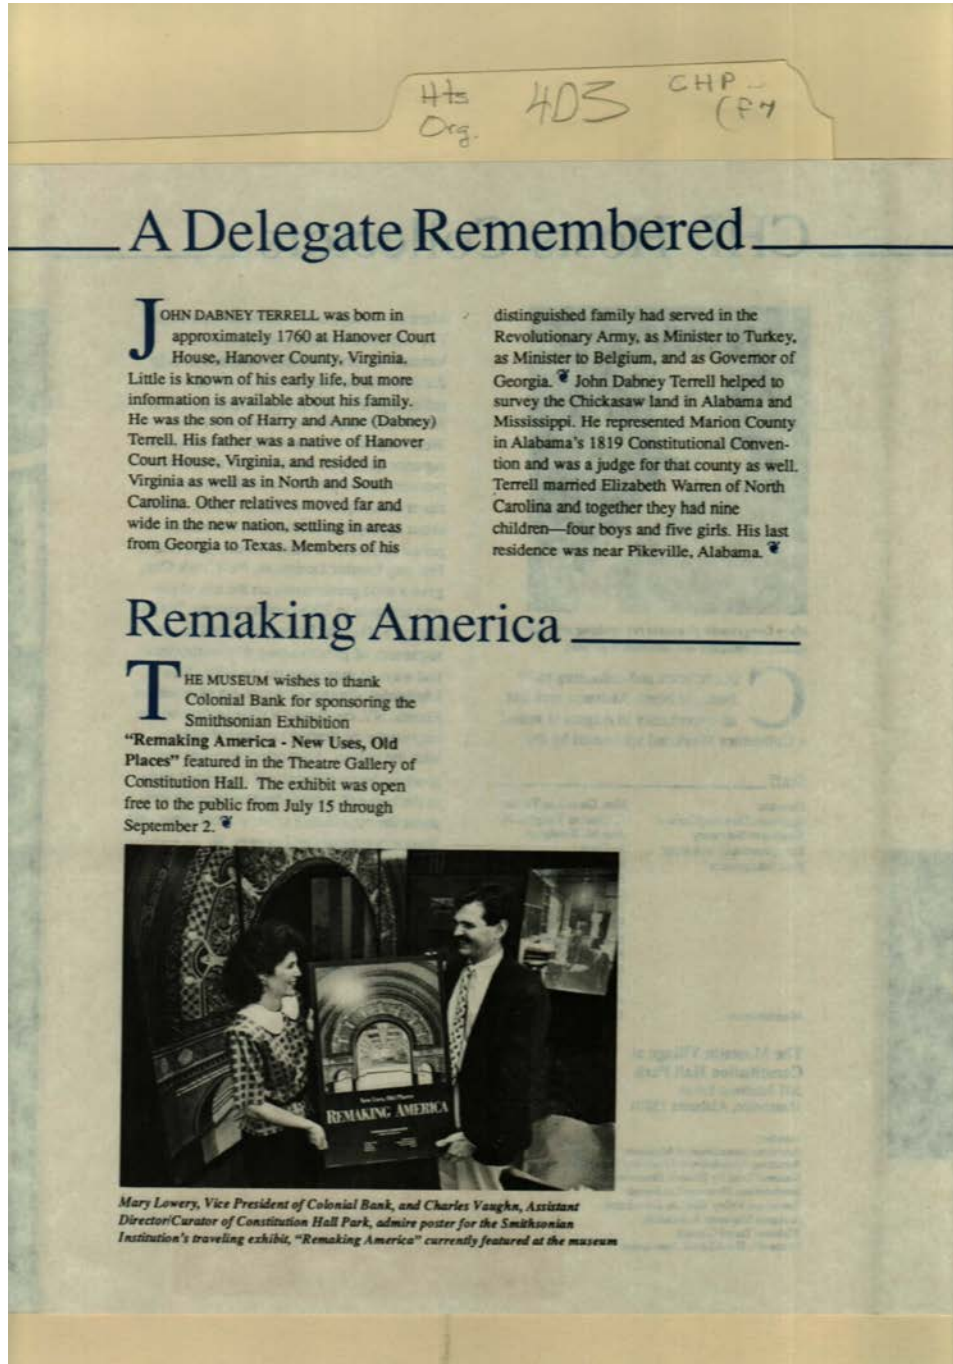 Hts
Org.
403
CHP -
A Delegate Remembered
JOHN DABNEY TERRELL was born in
approximately 1760 at Hanover Court
House, Hanover County, Virginia.
Little is known of his early life, but more
information is available about his family.
He was the son of Harry and Anne (Dabney)
Terrell. His father was a native of Hanover
Court House, Virginia, and resided in
Virginia as well as in North and South
Carolina. Other relatives moved far and
wide in the new nation, settling in areas
from Georgia to Texas. Members of his
distinguished family had served in the
Revolutionary Army, as Minister to Turkey,
as Minister to Belgium, and as Governor of
Georgia. John Dabney Terrell helped to
survey the Chickasaw land in Alabama and
Mississippi. He represented Marion County
in Alabama's 1819 Constitutional Conven-
tion and was a judge for that county as well.
Terrell married Elizabeth Warren of North
Carolina and together they had nine
children—four boys and five girls. His last
residence was near Pikeville, Alabama.
Remaking America
THE MUSEUM wishes to thank
Colonial Bank for sponsoring the
Smithsonian Exhibition
“Remaking America - New Uses, Old
Places” featured in the Theatre Gallery of
Constitution Hall. The exhibit was open
free to the public from July 15 through
September 2.
New Uses, Old Places
REMAKING AMERICA
Mary Lowery, Vice President of Colonial Bank, and Charles Vaughn, Assistant
Director/Curator of Constitution Hall Park, admire poster for the Smithsonian
Institution's traveling exhibit, “Remaking America” currently featured at the museum